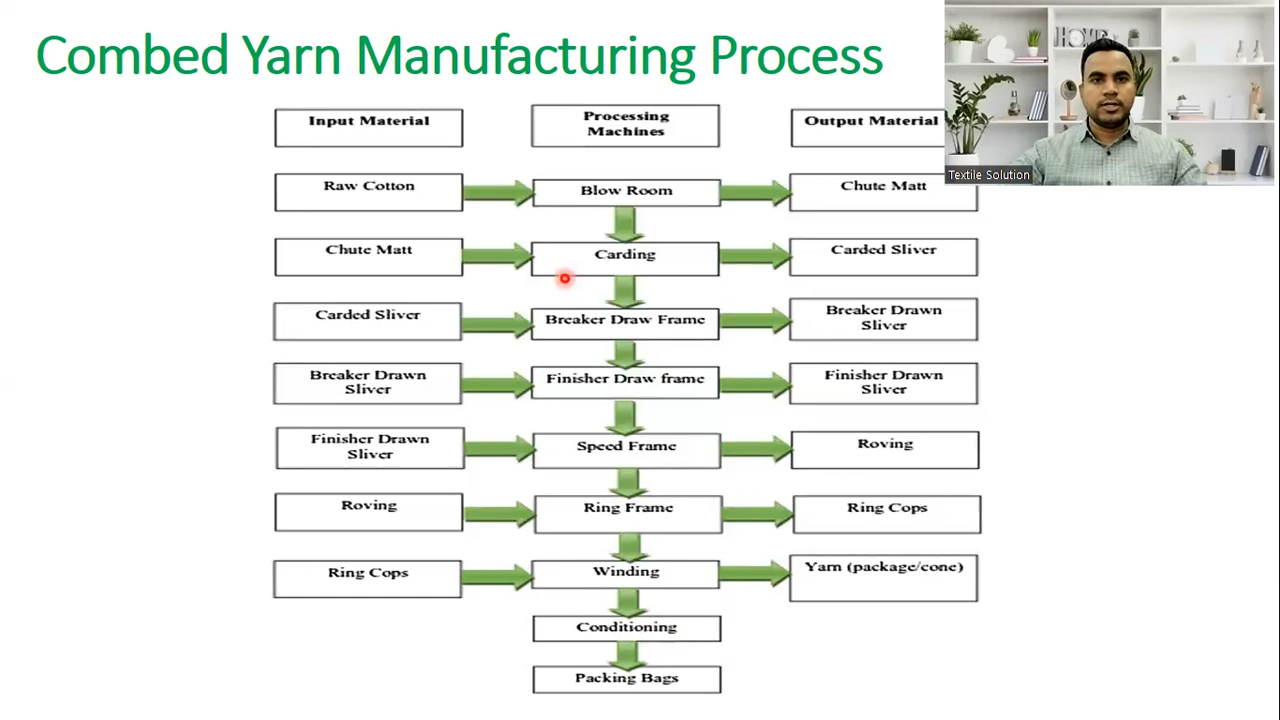 Combed Yarn Manufacturing Process
HOME
Textile Solution
Input Material
Processing
Machines
Output Material
Raw Cotton
Blow Room
Chute Matt
Chute Matt
Carding
Carded Sliver
Carded Sliver
Breaker Draw Frame
Breaker Drawn
Sliver
Breaker Drawn
Sliver
Finisher Draw frame
Finisher Drawn
Sliver
Finisher Drawn
Sliver
Speed Frame
Roving
Roving
Ring Frame
Ring Cops
Ring Cops
Winding
Yarn (package/cone)
Conditioning
Packing Bags